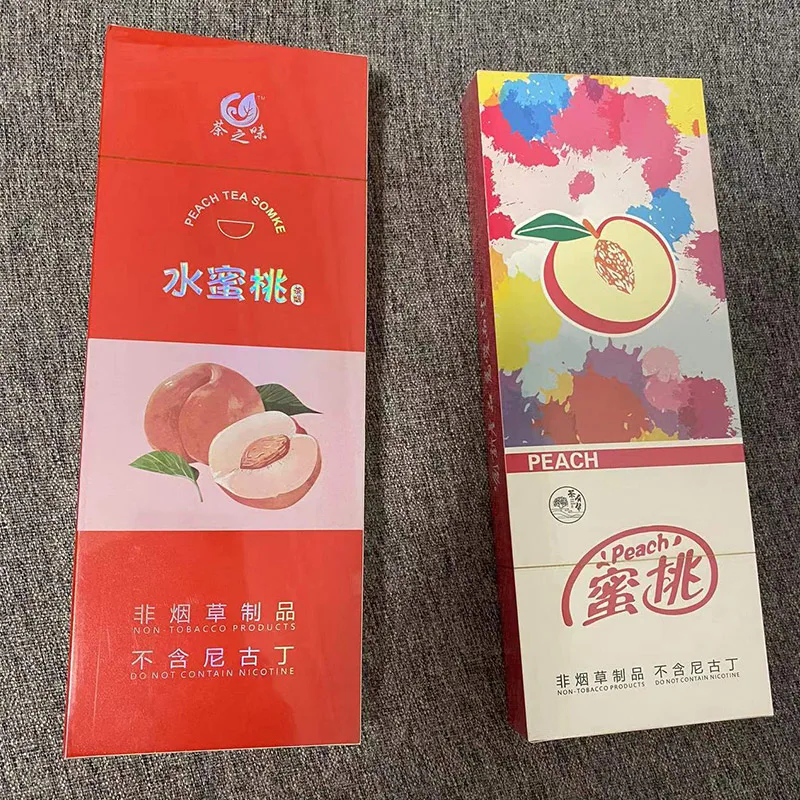 TM
茶之味
PEACH TEA SOMKE
水蜜桃
非烟草制品
NON-TOBACCO PRODUCTS
不含尼古丁
DO NOT CONTAIN NICOTINE
PEACH
Peach
蜜桃
非烟草制品 不含尼古丁
NON-TOBACCO PRODUCTS DO NOT CONTAIN NICOTINE